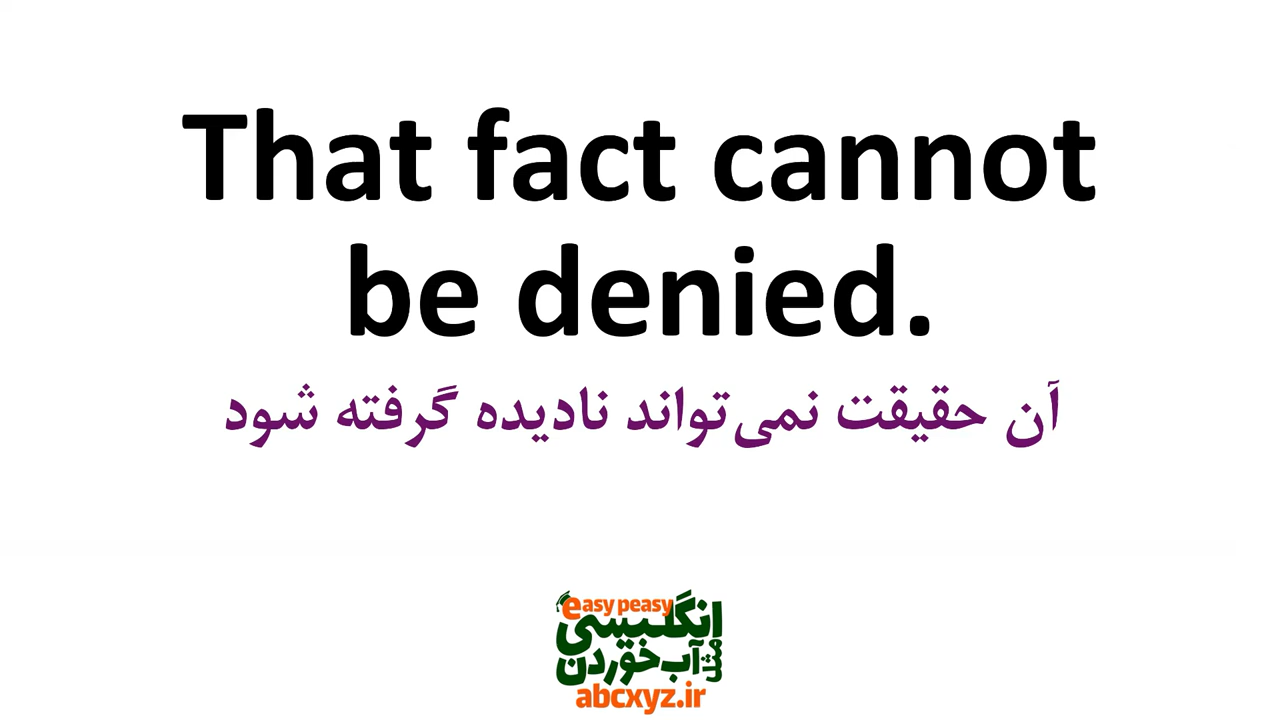 That fact cannot
be denied.
آن حقیقت نمی‌تواند نادیده گرفته شود
easy peasy
انگلیسی
مثل آب خوردن
abcxyz.ir